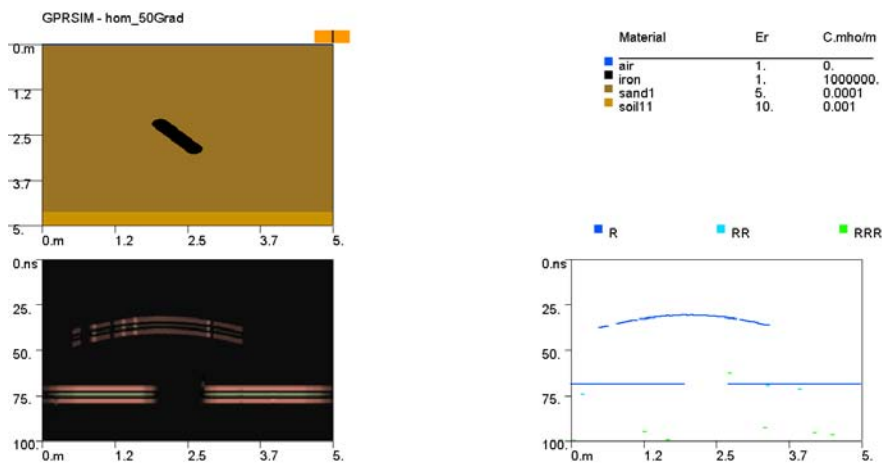 GPRSIM - hom_50Grad
0.m
1.2
2.5
3.7
5.
0.m 1.2 2.5 3.7 5.
Material Er C.mho/m
air 1. 0.
iron 1. 1000000.
sand1 5. 0.0001
soil11 10. 0.001
R RR RRR
0.ns
25.
50.
75.
100.
0.m 1.2 2.5 3.7 5.
0.ns
25.
50.
75.
100.
0.m 1.2 2.5 3.7 5.